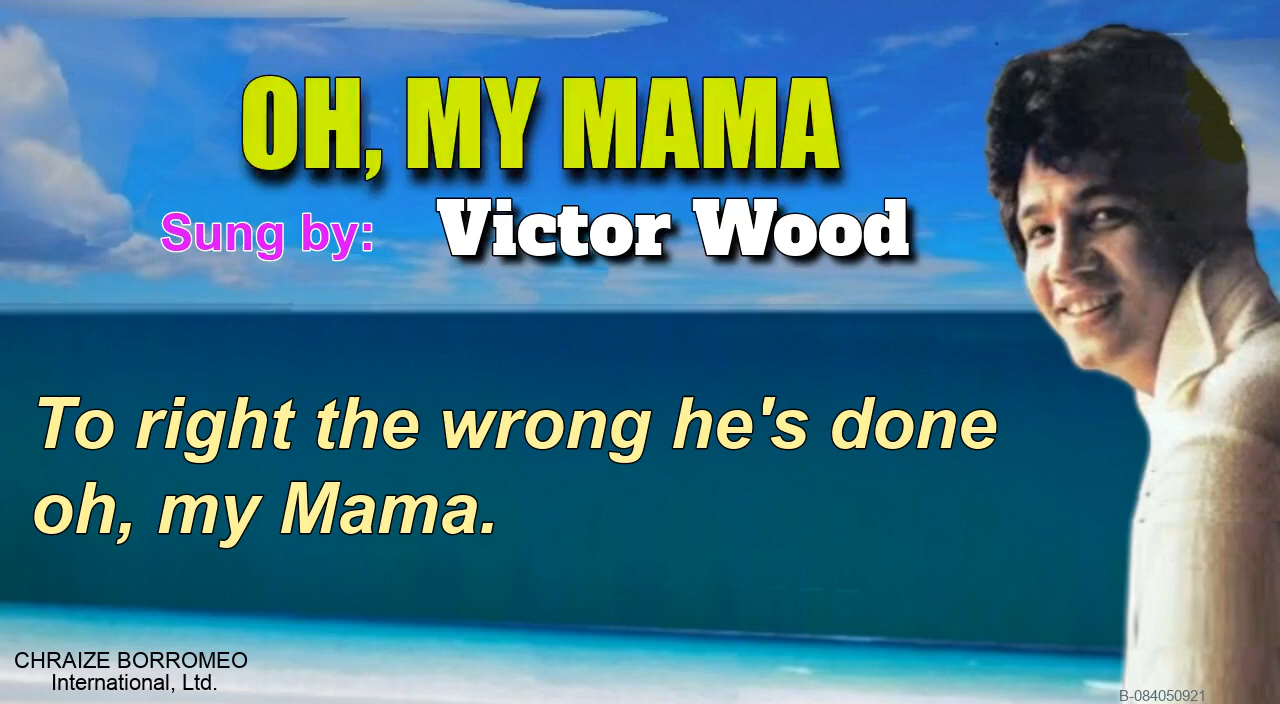 OH, MY MAMA
Sung by: Victor Wood
To right the wrong he's done
oh, my Mama.
CHRAIZE BORROMEO
International, Ltd.
B-084050921